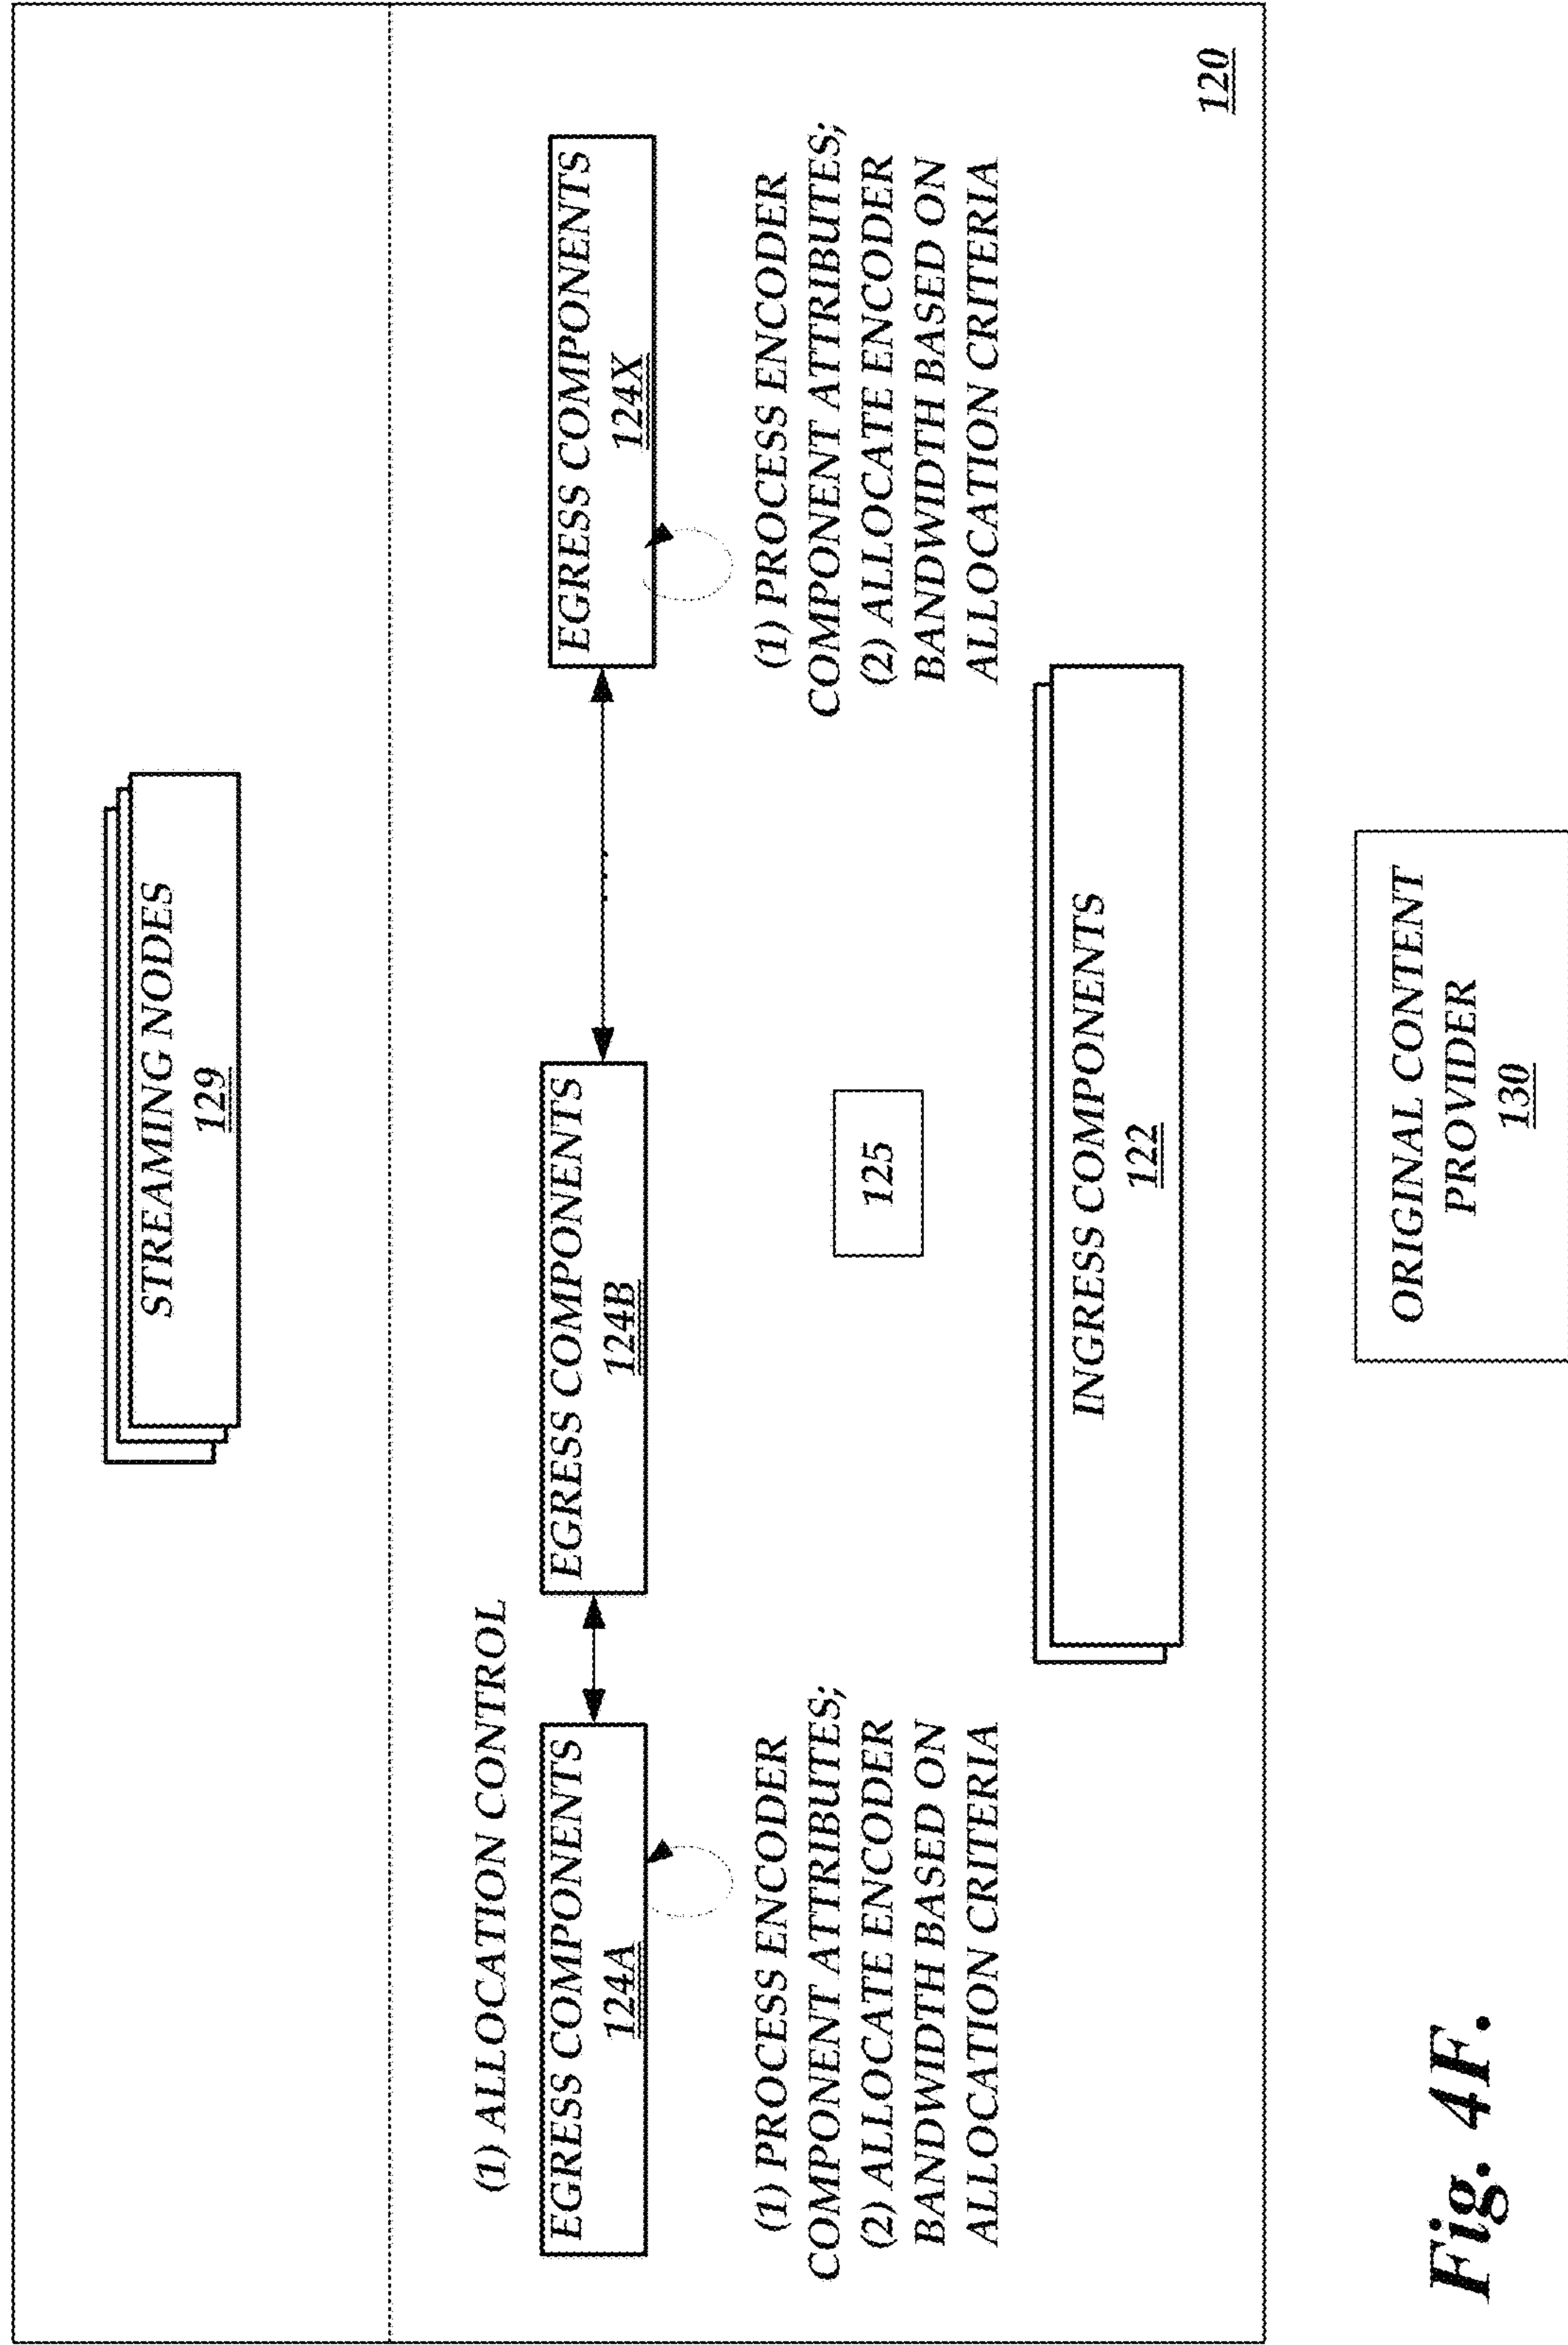 STREAMING NODES
129
(1) ALLOCATION CONTROL
EGRESS COMPONENTS
124A
EGRESS COMPONENTS
124B
EGRESS COMPONENTS
124X
(1) PROCESS ENCODER
COMPONENT ATTRIBUTES;
(2) ALLOCATE ENCODER
BANDWIDTH BASED ON
ALLOCATION CRITERIA
125
(1) PROCESS ENCODER
COMPONENT ATTRIBUTES;
(2) ALLOCATE ENCODER
BANDWIDTH BASED ON
ALLOCATION CRITERIA
INGRESS COMPONENTS
122
120
ORIGINAL CONTENT
PROVIDER
130
Fig. 4F.